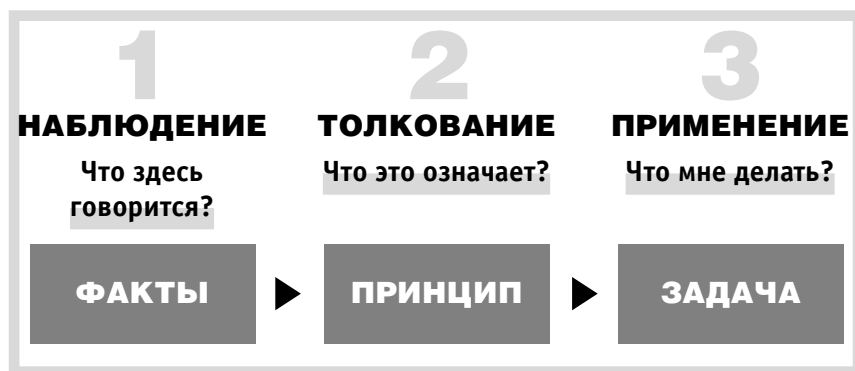 1
НАБЛЮДЕНИЕ
Что здесь
говорится?
ФАКТЫ
2
ТОЛКОВАНИЕ
Что это означает?
ПРИНЦИП
3
ПРИМЕНЕНИЕ
Что мне делать?
ЗАДАЧА